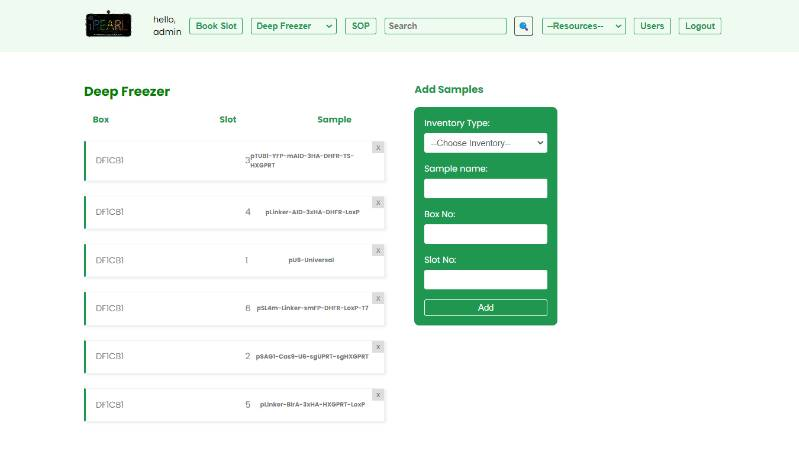 iPEARL
hello,
admin
Book Slot
Deep Freezer
SOP
Search
--Resources--
Users
Logout
Deep Freezer
Add Samples
Box Slot Sample
Inventory Type:
--Choose Inventory--
Sample name:
Box No:
Slot No:
Add
x
DF1CB1 3 pTUB1-YFP-mAID-3HA-DHFR-TS-
HXGPRT
x
DF1CB1 4 pLinker-AID-3xHA-DHFR-LoxP
x
DF1CB1 1 pU6-Universal
x
DF1CB1 6 pSL4m-Linker-smFP-DHFR-LoxP-T7
x
DF1CB1 2 pSAG1-Cas9-U6-sgUPRT-sgHXGPRT
x
DF1CB1 5 pLinker-BirA-3xHA-HXGPRT-LoxP